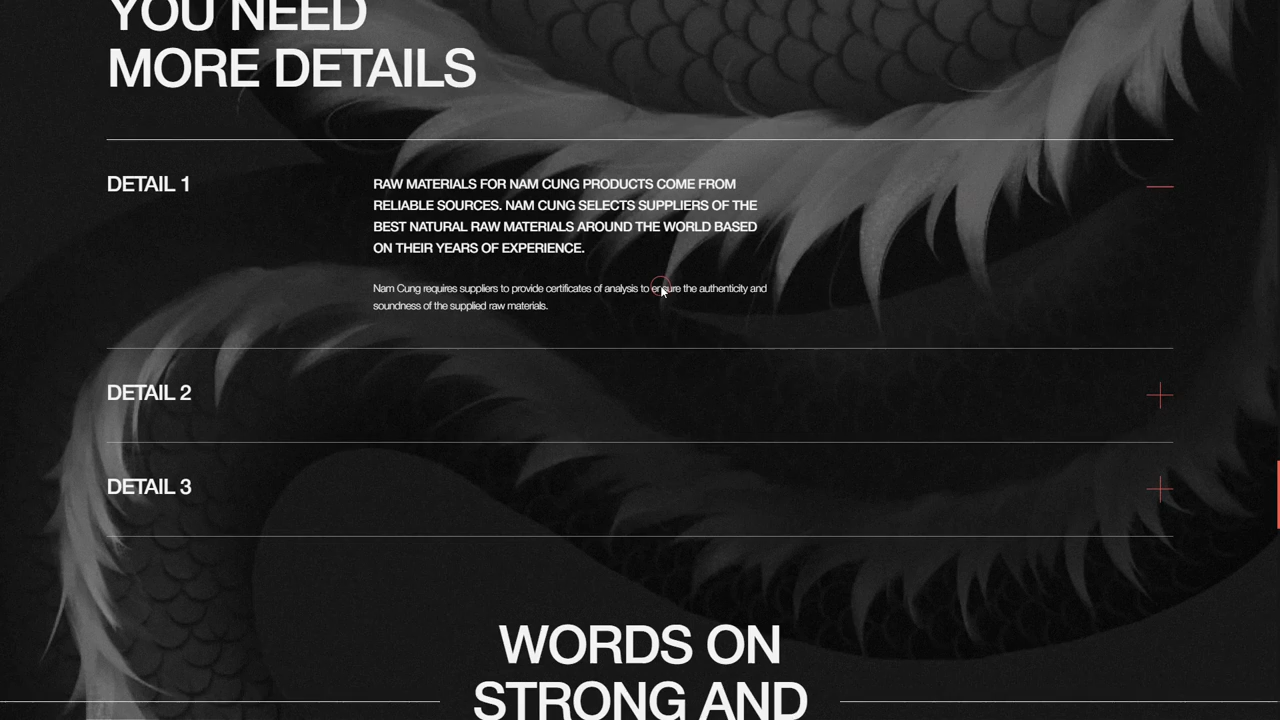 YOU NEED
MORE DETAILS
DETAIL 1
RAW MATERIALS FOR NAM CUNG PRODUCTS COME FROM
RELIABLE SOURCES. NAM CUNG SELECTS SUPPLIERS OF THE
BEST NATURAL RAW MATERIALS AROUND THE WORLD BASED
ON THEIR YEARS OF EXPERIENCE.
Nam Cung requires suppliers to provide certificates of analysis to ensure the authenticity and
soundness of the supplied raw materials.
DETAIL 2
DETAIL 3
WORDS ON
STRONG AND